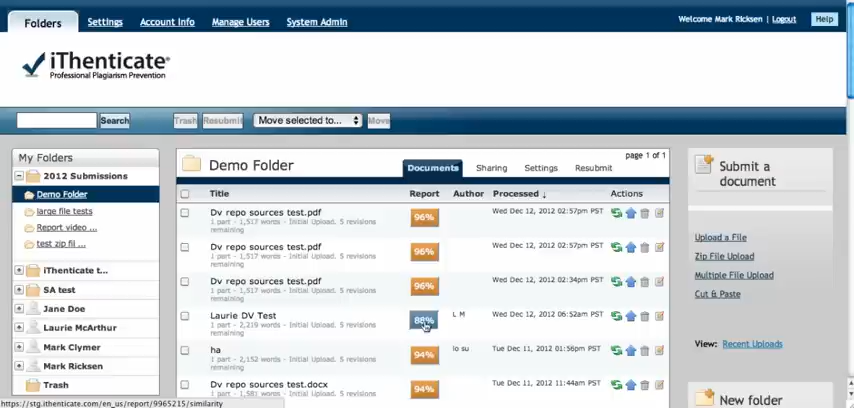 Folders Settings Account Info Manage Users System Admin Welcome Mark Ricksen | Logout Help
iThenticate®
Professional Plagiarism Prevention
Search Trash Resubmit Move selected to... Move
My Folders
2012 Submissions
Demo Folder
large file tests
Report video ...
test zip fil ...
iThenticate t...
SA test
Jane Doe
Laurie McArthur
Mark Clymer
Mark Ricksen
Trash
Demo Folder Documents Sharing Settings Resubmit page 1 of 1
Title Report Author Processed ↓ Actions
Dv repo sources test.pdf 96% Wed Dec 12, 2012 02:57pm PST
1 part - 1,517 words - Initial Upload. 5 revisions
remaining
Dv repo sources test.pdf 96% Wed Dec 12, 2012 02:57pm PST
1 part - 1,517 words - Initial Upload. 5 revisions
remaining
Dv repo sources test.pdf 96% Wed Dec 12, 2012 02:34pm PST
1 part - 1,517 words - Initial Upload. 5 revisions
remaining
Laurie DV Test 88% L M Wed Dec 12, 2012 06:52am PST
1 part - 2,219 words - Initial Upload. 5 revisions
remaining
ha 94% lo su Tue Dec 11, 2012 01:56pm PST
1 part - 2,152 words - Initial Upload. 5 revisions
remaining
Dv repo sources test.docx 94% Tue Dec 11, 2012 11:44am PST
1 part - 1,581 words - Initial Upload. 5 revisions
Submit a
document
Upload a File
Zip File Upload
Multiple File Upload
Cut & Paste
View: Recent Uploads
New folder
https://stg.ithenticate.com/en_us/report/9965215/similarity